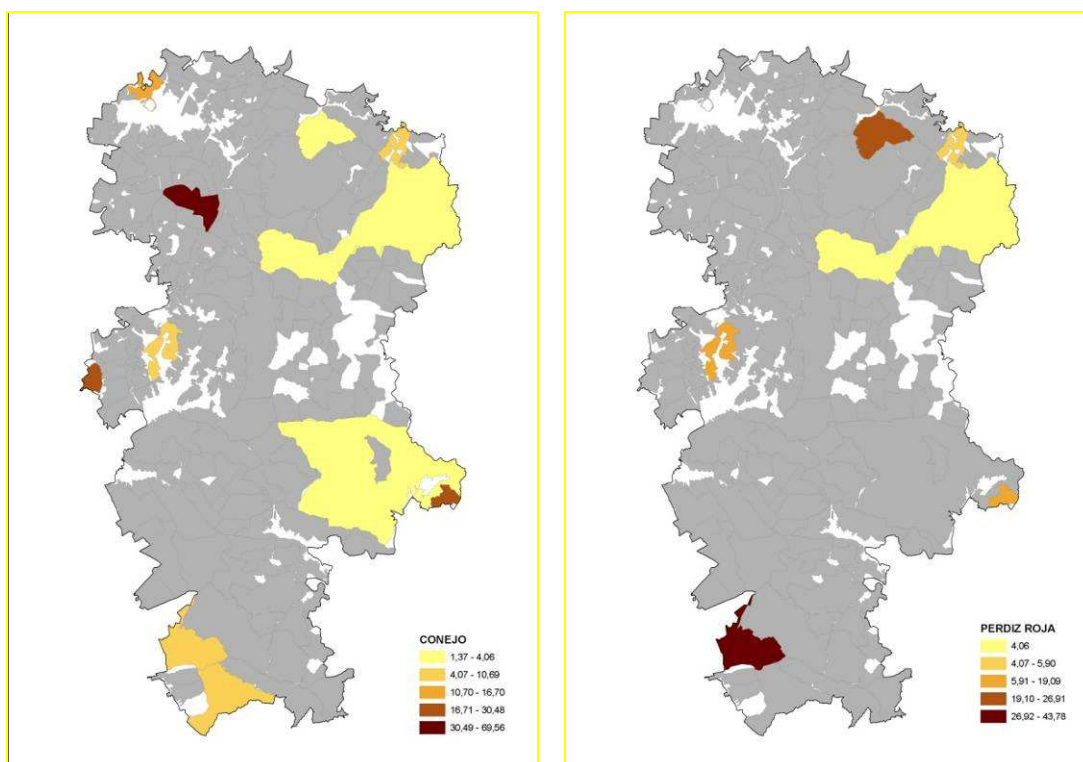 CONEJO
1,37 - 4,06
4,07 - 10,69
10,70 - 16,70
16,71 - 30,48
30,49 - 69,56
PERDIZ ROJA
4,06
4,07 - 5,90
5,91 - 19,09
19,10 - 26,91
26,92 - 43,78